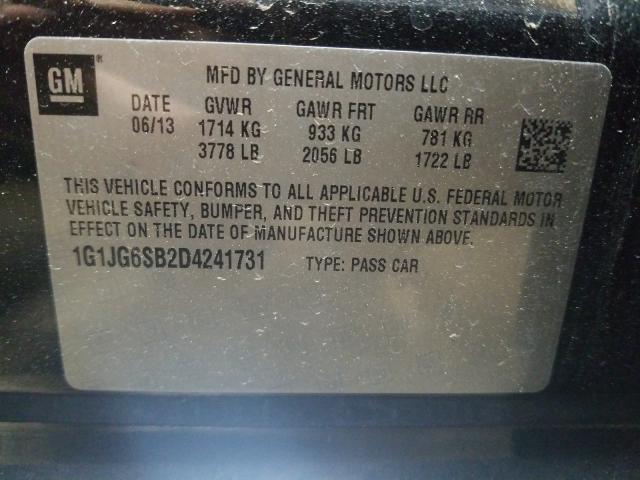 GM ®
MFD BY GENERAL MOTORS LLC
DATE GVWR GAWR FRT GAWR RR
06/13 1714 KG 933 KG 781 KG
3778 LB 2056 LB 1722 LB
THIS VEHICLE CONFORMS TO ALL APPLICABLE U.S. FEDERAL MOTOR
VEHICLE SAFETY, BUMPER, AND THEFT PREVENTION STANDARDS IN
EFFECT ON THE DATE OF MANUFACTURE SHOWN ABOVE.
1G1JG6SB2D4241731 TYPE: PASS CAR